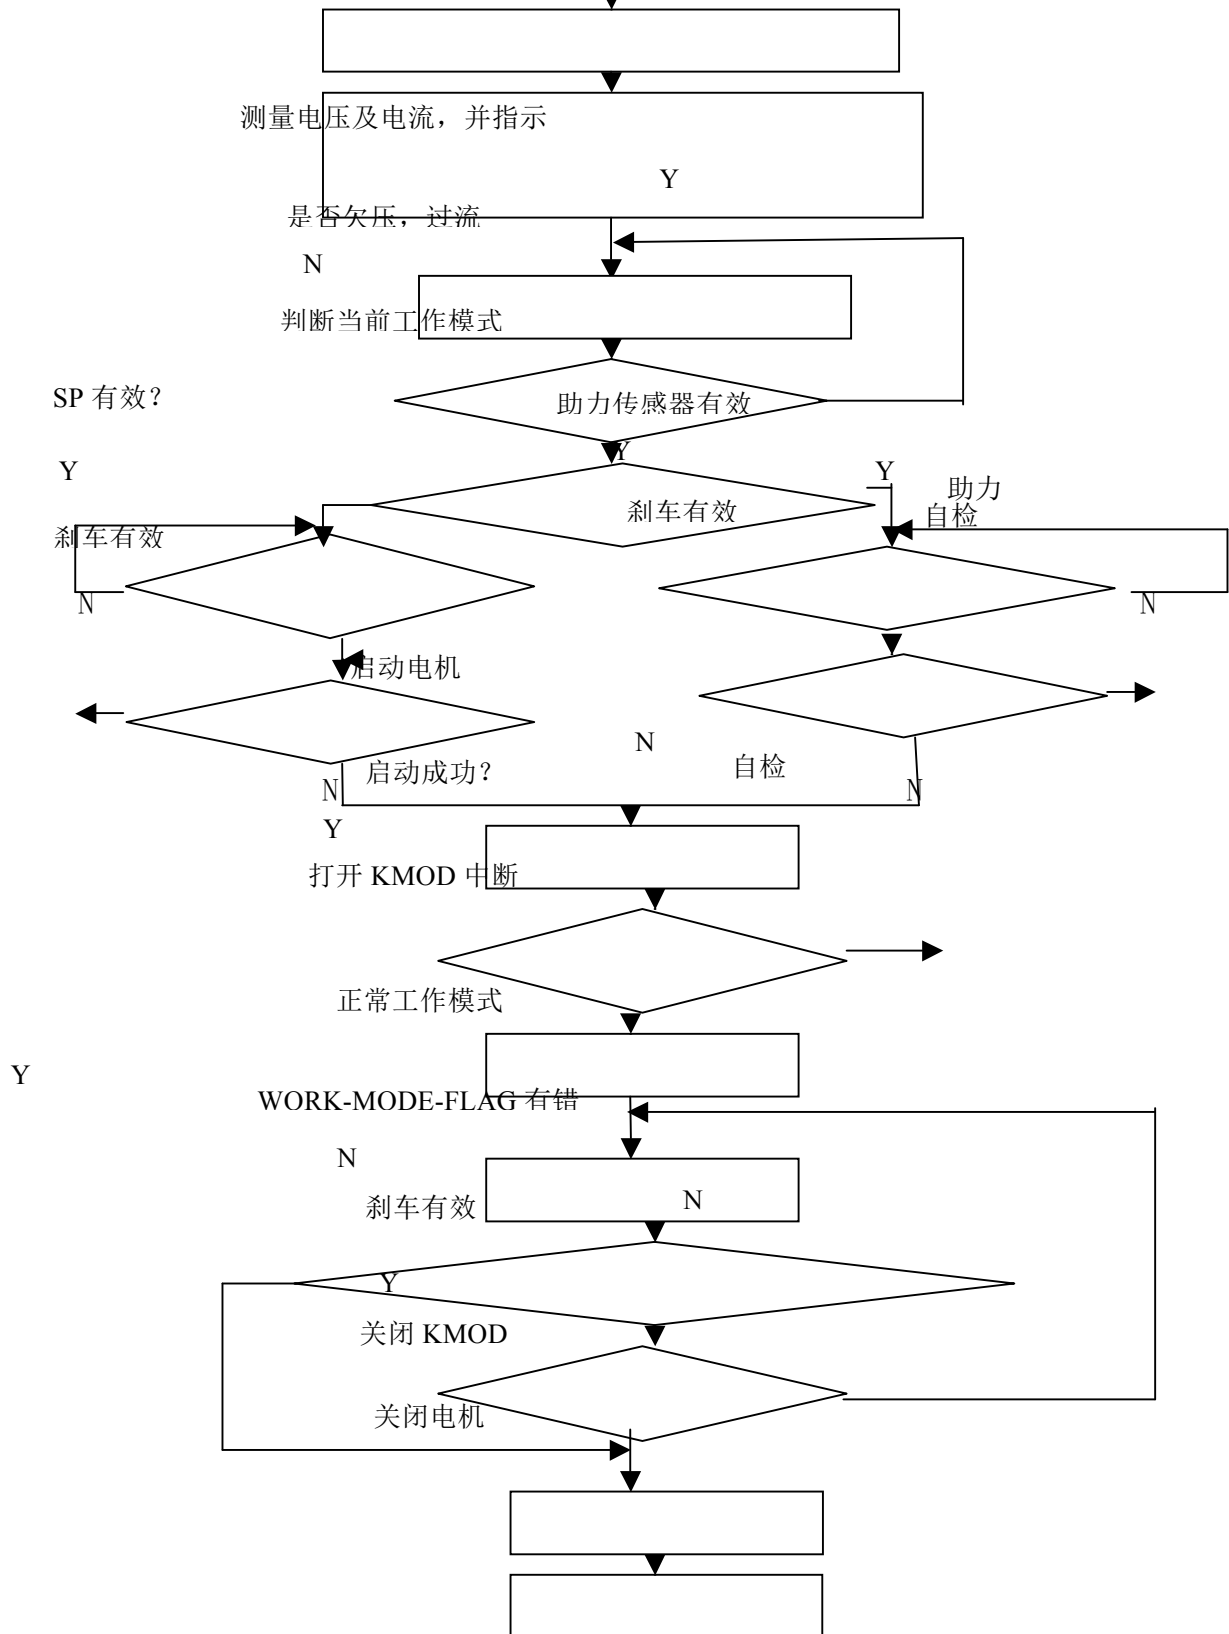 测量电压及电流，并指示
Y
是否欠压，过流
N
判断当前工作模式
SP 有效？
助力传感器有效
Y
Y
Y
助力
刹车有效
自检
刹车有效
N
N
启动电机
N
自检
启动成功？
N
N
Y
打开 KMOD 中断
正常工作模式
Y
WORK-MODE-FLAG 有错
N
刹车有效
N
Y
关闭 KMOD
关闭电机